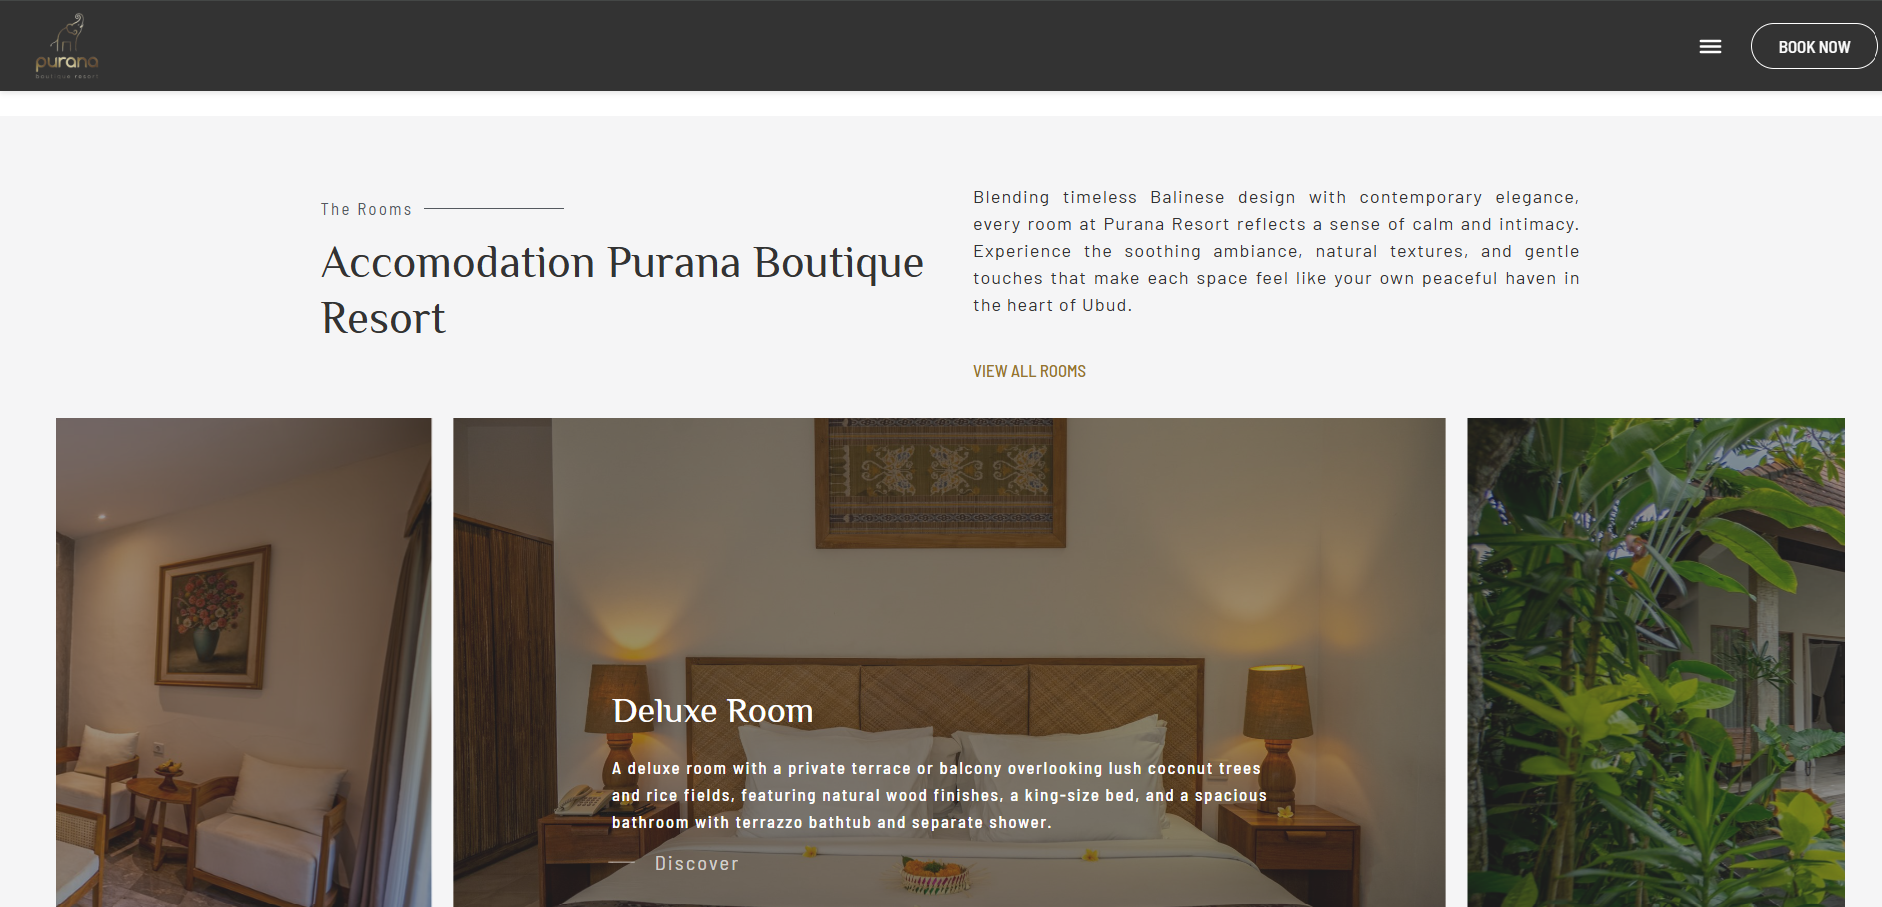 purana
boutique resort
BOOK NOW
The Rooms
Accomodation Purana Boutique
Resort
Blending timeless Balinese design with contemporary elegance,
every room at Purana Resort reflects a sense of calm and intimacy.
Experience the soothing ambiance, natural textures, and gentle
touches that make each space feel like your own peaceful haven in
the heart of Ubud.
VIEW ALL ROOMS
Deluxe Room
A deluxe room with a private terrace or balcony overlooking lush coconut trees
and rice fields, featuring natural wood finishes, a king-size bed, and a spacious
bathroom with terrazzo bathtub and separate shower.
Discover